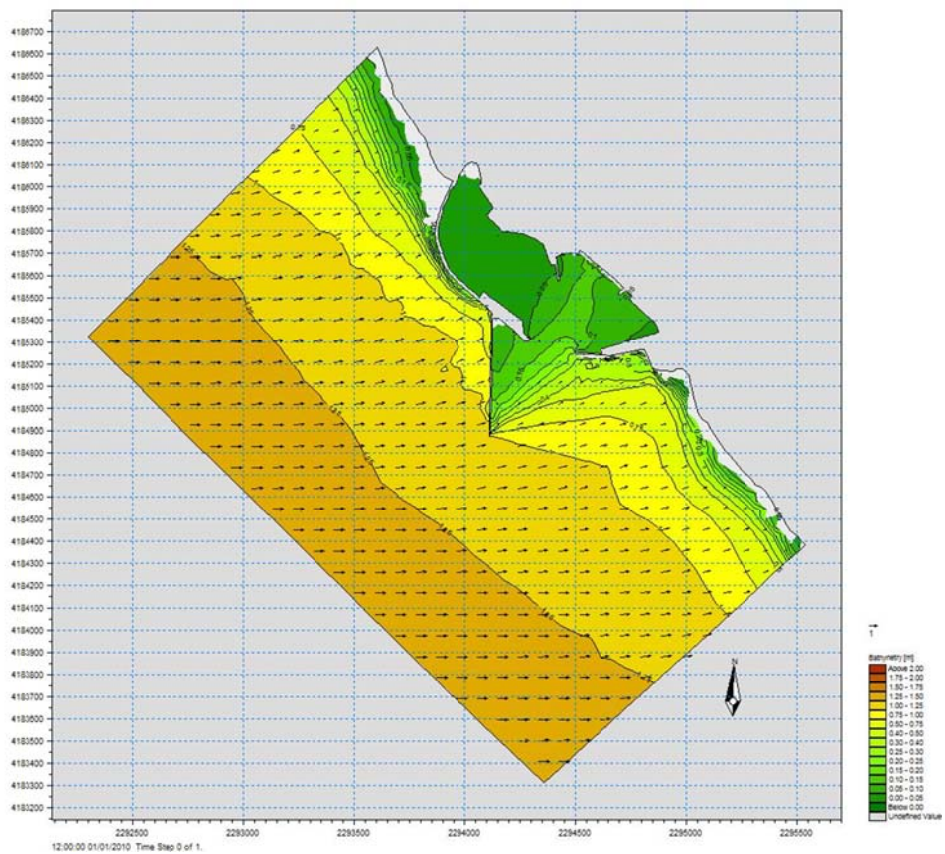 4186700
4186600
4186500
4186400
4186300
4186200
4186100
4186000
4185900
4185800
4185700
4185600
4185500
4185400
4185300
4185200
4185100
4185000
4184900
4184800
4184700
4184600
4184500
4184400
4184300
4184200
4184100
4184000
4183900
4183800
4183700
4183600
4183500
4183400
4183300
4183200
2292500 2293000 2293500 2294000 2294500 2295000 2295500
12:00:00 01/01/2010 Time Step 0 of 1.
N
1
Bathymetry [m]
Above 2.00
1.75 - 2.00
1.50 - 1.75
1.25 - 1.50
1.00 - 1.25
0.75 - 1.00
0.50 - 0.75
0.40 - 0.50
0.30 - 0.40
0.25 - 0.30
0.20 - 0.25
0.15 - 0.20
0.10 - 0.15
0.05 - 0.10
0.00 - 0.05
Below 0.00
Undefined Value
0.75
1.25
0.75